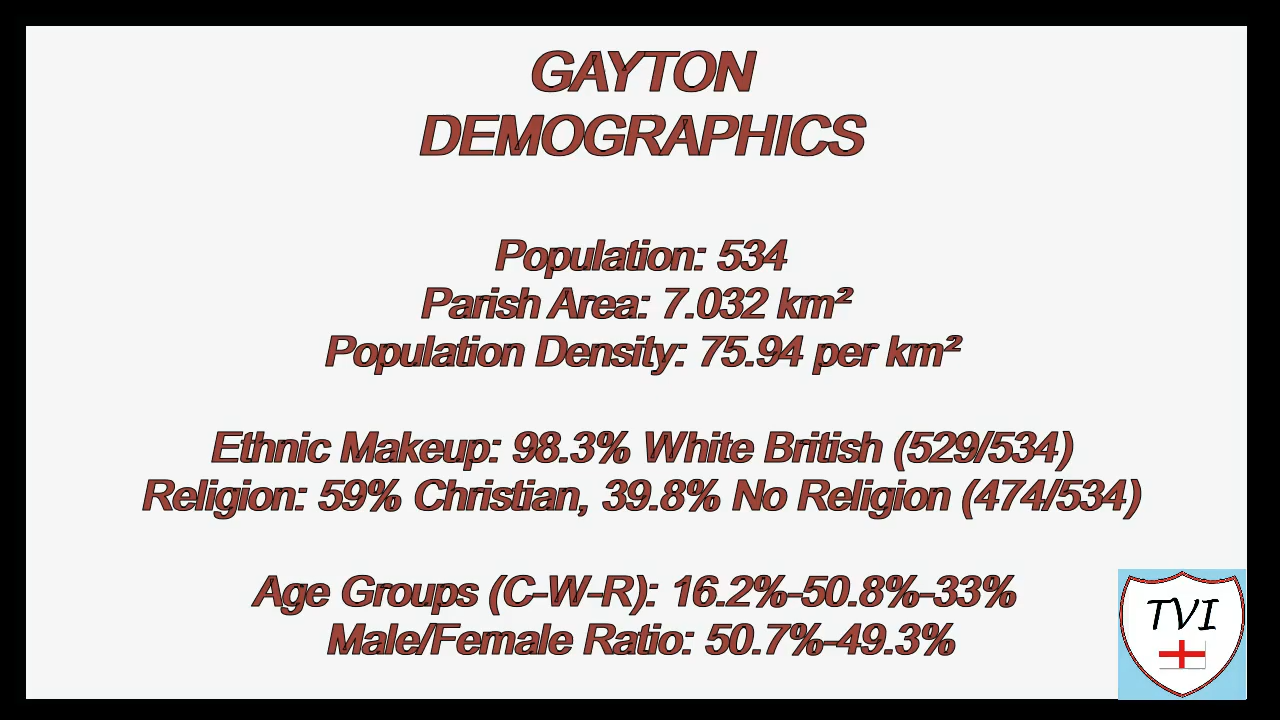 GAYTON
DEMOGRAPHICS
Population: 534
Parish Area: 7.032 km²
Population Density: 75.94 per km²
Ethnic Makeup: 98.3% White British (529/534)
Religion: 59% Christian, 39.8% No Religion (474/534)
Age Groups (C-W-R): 16.2%-50.8%-33%
Male/Female Ratio: 50.7%-49.3%
TVI